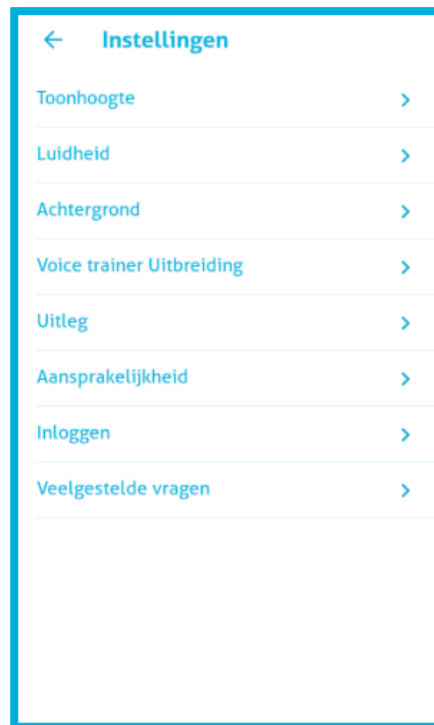 Instellingen
Toonhoogte
Luidheid
Achtergrond
Voice trainer Uitbreiding
Uitleg
Aansprakelijkheid
Inloggen
Veelgestelde vragen